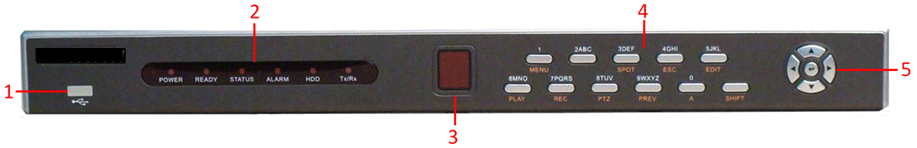 2
4
1 2ABC 3DEF 4GHI 5JKL
MENU SPOT ESC EDIT
POWER READY STATUS ALARM HDD Tx/Rx
5
6MNO 7PQRS 8TUV 9WXYZ 0
1
PLAY REC PTZ PREV A SHIFT
3